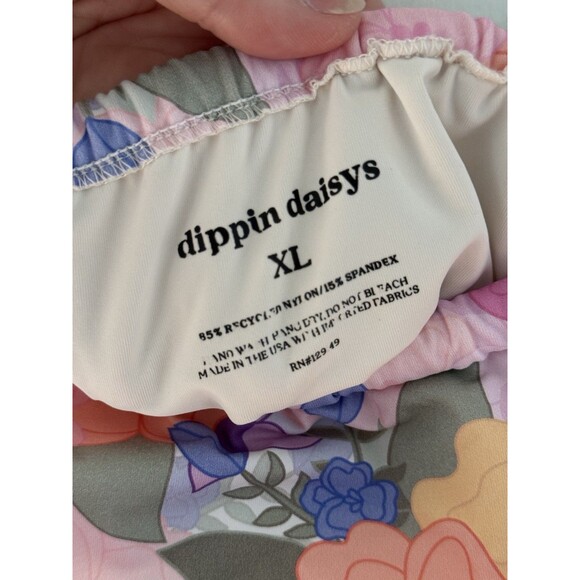 dippin daisys
XL
85% RECYCLED NYLON/15% SPANDEX
HAND WASH HANG DRY. DO NOT BLEACH
MADE IN THE USA WITH IMPORTED FABRICS